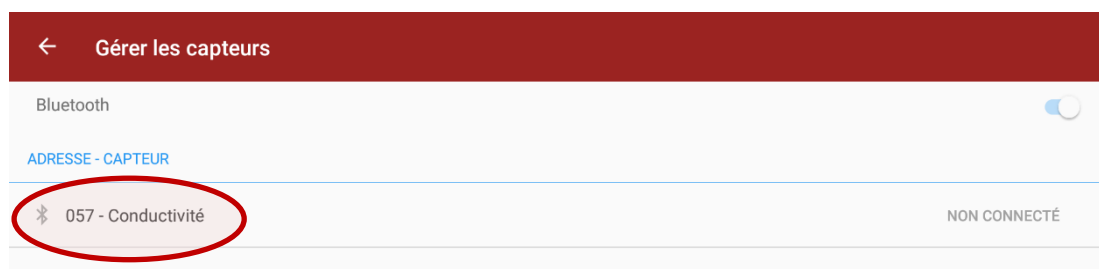 Gérer les capteurs
Bluetooth
ADRESSE - CAPTEUR
057 - Conductivité
NON CONNECTÉ